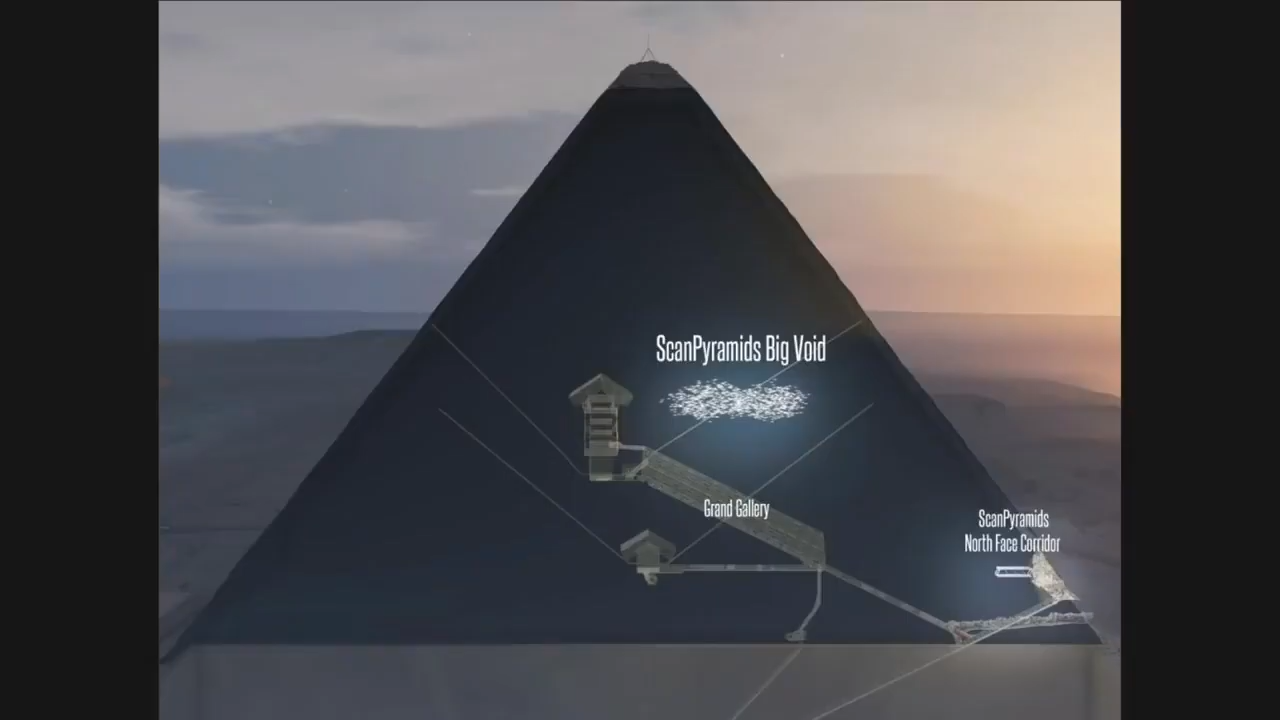 ScanPyramids Big Void
Grand Gallery
ScanPyramids
North Face Corridor